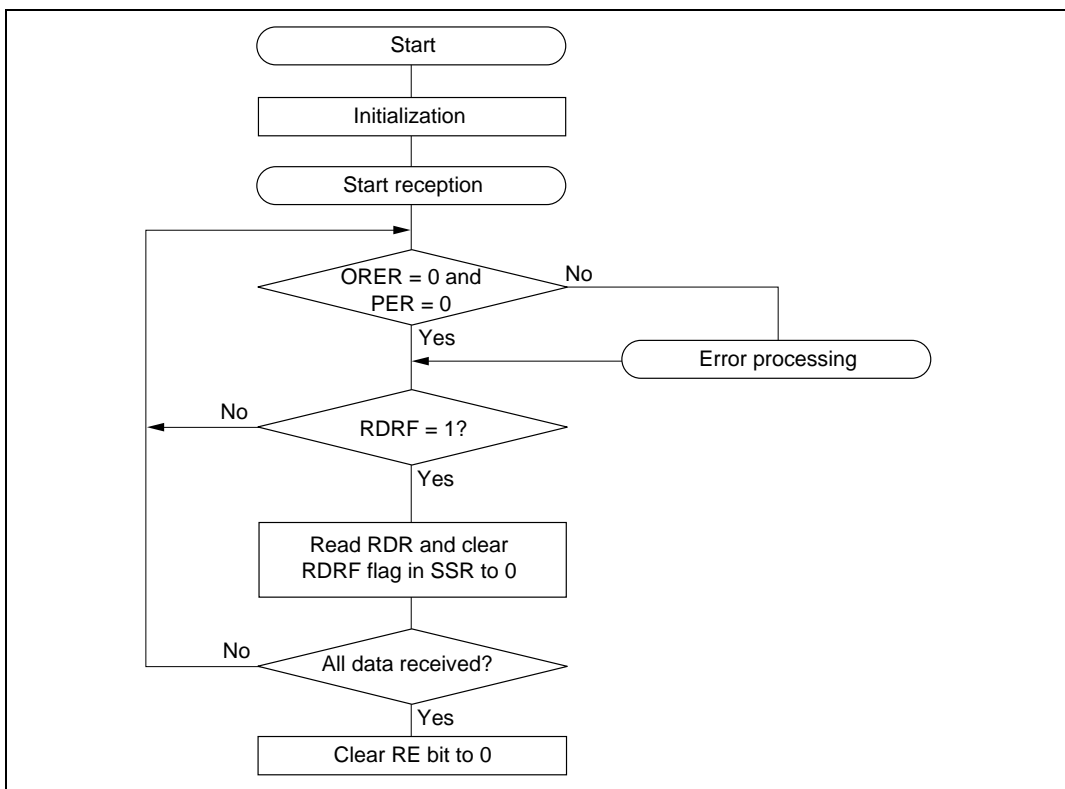 Start
Initialization
Start reception
ORER = 0 and
PER = 0
No
Yes
Error processing
No
RDRF = 1?
Yes
Read RDR and clear
RDRF flag in SSR to 0
No
All data received?
Yes
Clear RE bit to 0